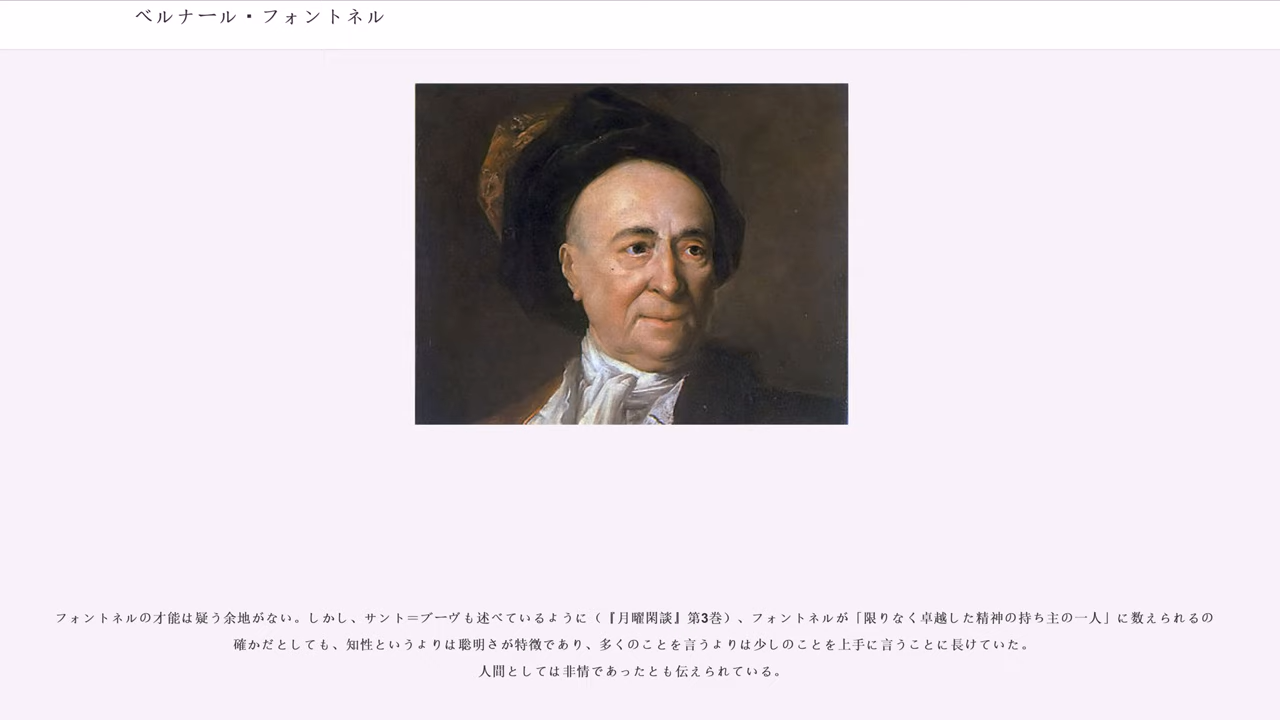 ベルナール・フォントネル
フォントネルの才能は疑う余地がない。しかし、サント＝ブーヴも述べているように（『月曜閑談』第3巻）、フォントネルが「限りなく卓越した精神の持ち主の一人」に数えられるの
確かだとしても、知性というよりは聡明さが特徴であり、多くのことを言うよりは少しのことを上手に言うことに長けていた。
人間としては非情であったとも伝えられている。